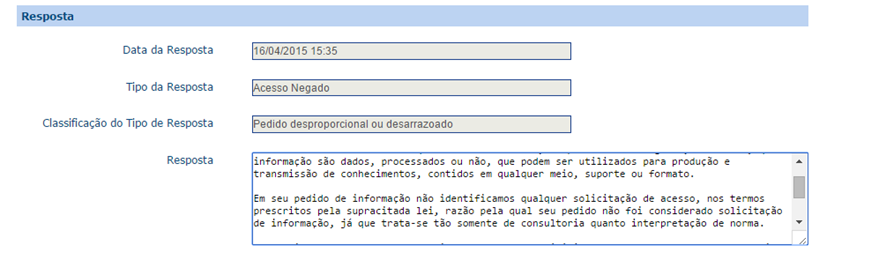 Resposta
Data da Resposta
16/04/2015 15:35
Tipo da Resposta
Acesso Negado
Classificação do Tipo de Resposta
Pedido desproporcional ou desarrazoado
Resposta
informação são dados, processados ou não, que podem ser utilizados para produção e
transmissão de conhecimentos, contidos em qualquer meio, suporte ou formato.
Em seu pedido de informação não identificamos qualquer solicitação de acesso, nos termos
prescritos pela supracitada lei, razão pela qual seu pedido não foi considerado solicitação
de informação, já que trata-se tão somente de consultoria quanto interpretação de norma.